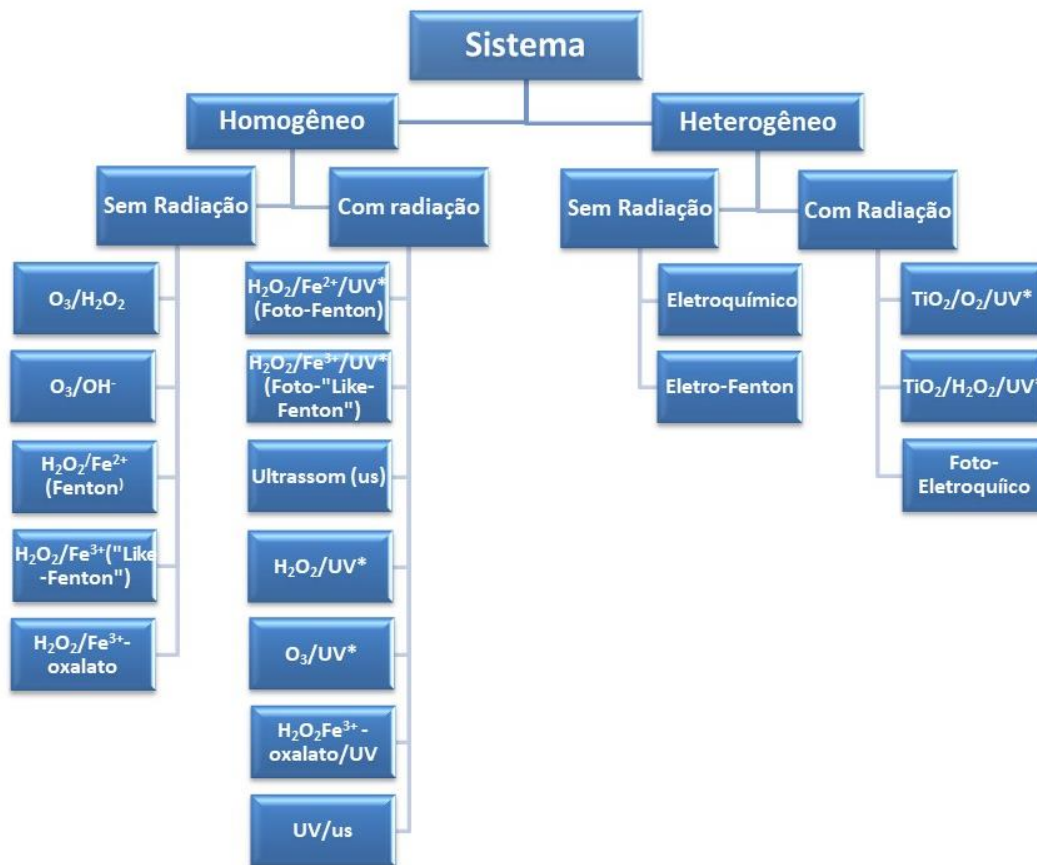 Sistema
Homogêneo
Heterogêneo
Sem Radiação
Com radiação
Sem Radiação
Com Radiação
O₃/H₂O₂
O₃/OH⁻
H₂O₂/Fe²⁺
(Fenton⁾
H₂O₂/Fe³⁺("Like
-Fenton")
H₂O₂/Fe³⁺-
oxalato
H₂O₂/Fe²⁺/UV*
(Foto-Fenton)
H₂O₂/Fe³⁺/UV*
(Foto-"Like-
Fenton")
Ultrassom (us)
H₂O₂/UV*
O₃/UV*
H₂O₂Fe³⁺ -
oxalato/UV
UV/us
Eletroquímico
Eletro-Fenton
TiO₂/O₂/UV*
TiO₂/H₂O₂/UV*
Foto-
Eletroquíico